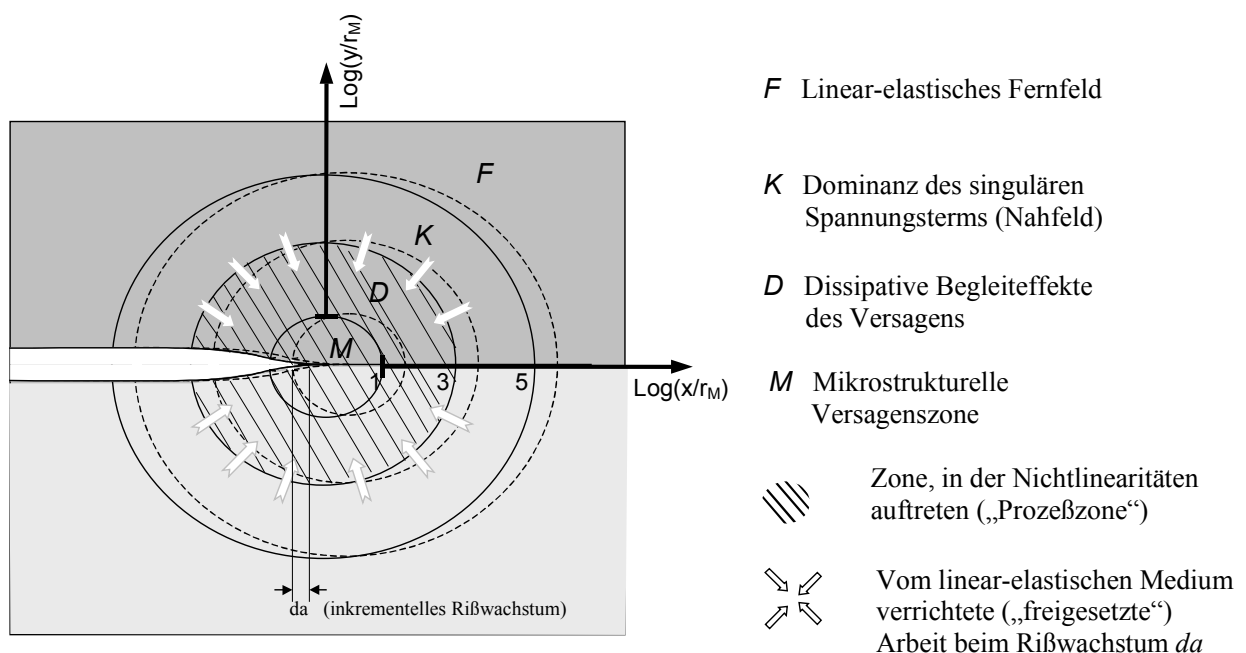 Log(y/rM)
F
K
D
M
1
3
5
Log(x/rM)
da (inkrementelles Rißwachstum)
F Linear-elastisches Fernfeld
K Dominanz des singulären
Spannungsterms (Nahfeld)
D Dissipative Begleiteffekte
des Versagens
M Mikrostrukturelle
Versagenszone
Zone, in der Nichtlinearitäten
auftreten („Prozeßzone“)
Vom linear-elastischen Medium
verrichtete („freigesetzte“)
Arbeit beim Rißwachstum da